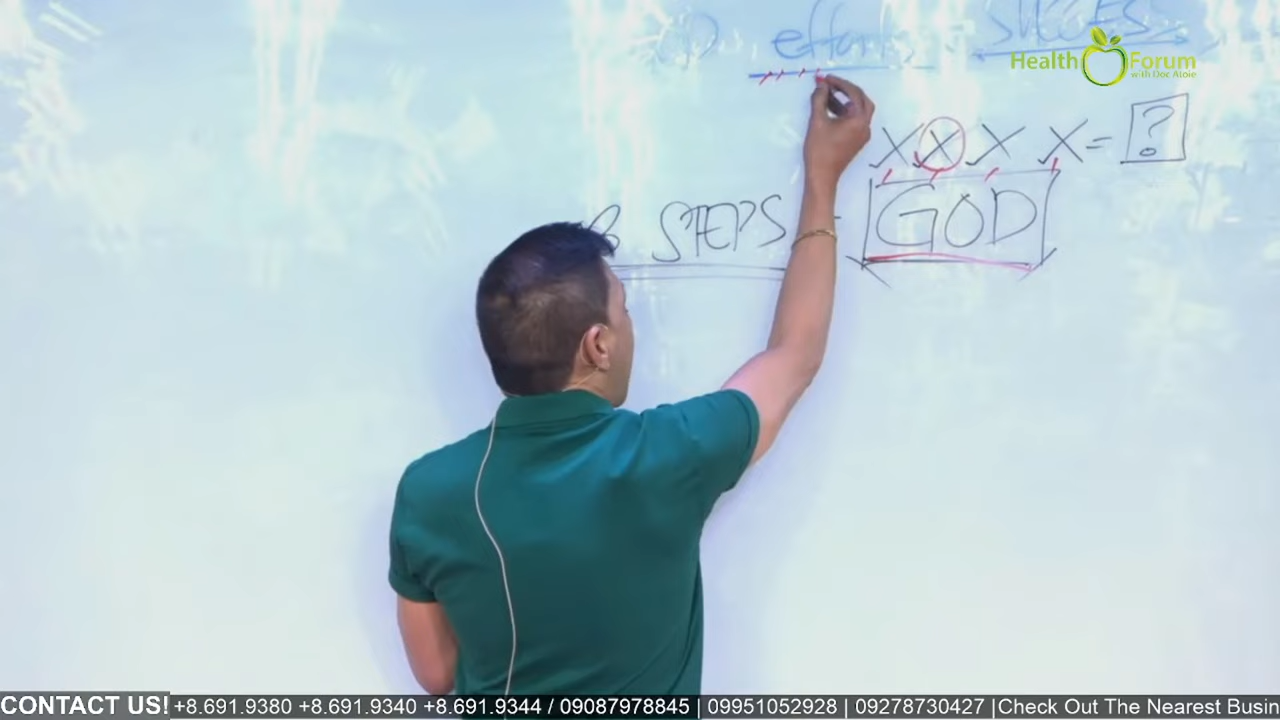 efforts = SUCCESS
Health Forum
with Doc Atoie
X X X X = ?
STEPS - GOD
CONTACT US! +8.691.9380 +8.691.9340 +8.691.9344 / 09087978845 | 09951052928 | 09278730427 |Check Out The Nearest Busin